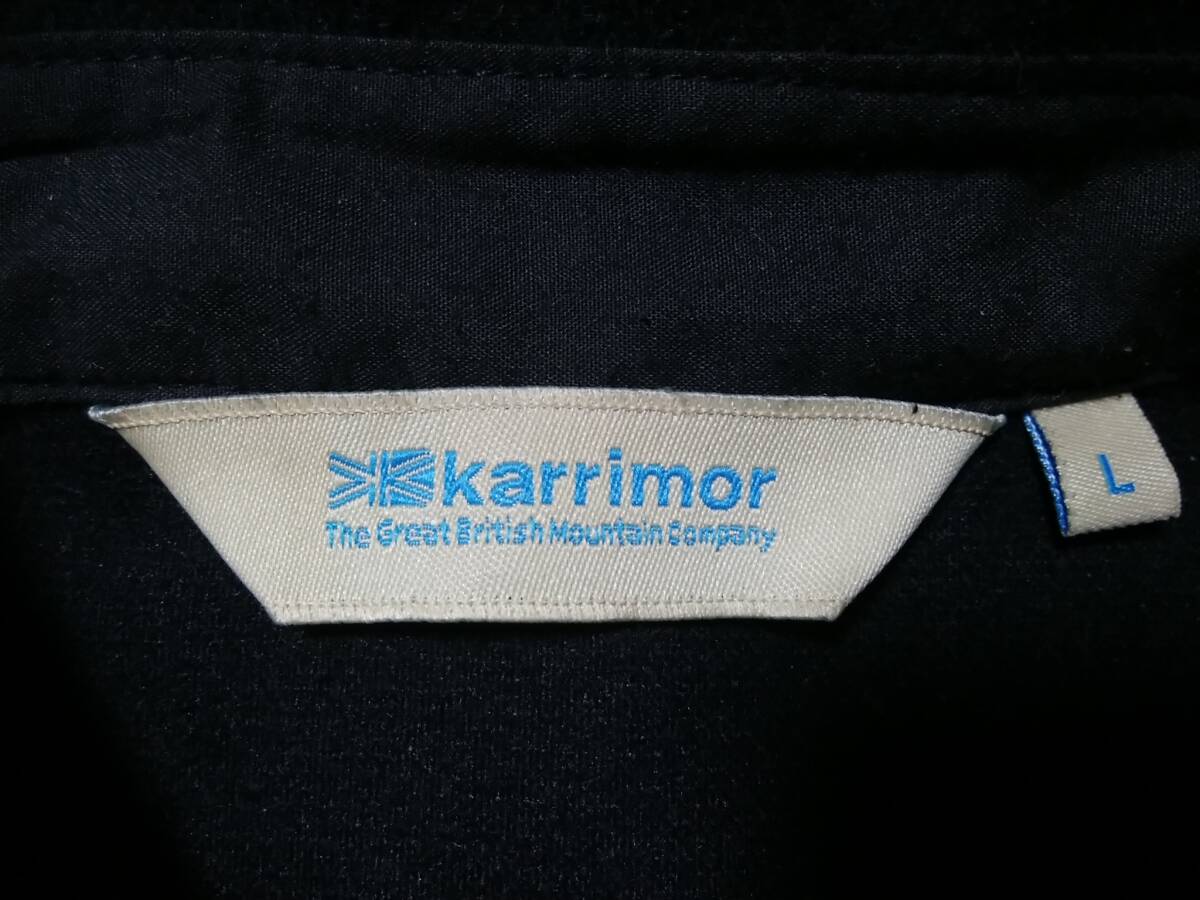 karrimor
The Great British Mountain Company
L